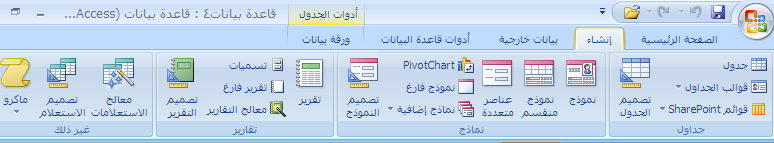 أدوات الجدول
قاعدة بيانات٤ : قاعدة بيانات (Access...
الصفحة الرئيسية
إنشاء
بيانات خارجية
أدوات قاعدة البيانات
ورقة بيانات
جدول
قوالب الجداول
قوائم SharePoint
تصميم الجدول
جداول
نموذج
نموذج منقسم
عناصر متعددة
PivotChart
نموذج فارغ
نماذج إضافية
تصميم النموذج
نماذج
تقرير
تسميات
تقرير فارغ
معالج التقارير
تصميم التقرير
تقارير
معالج الاستعلامات
تصميم الاستعلام
ماكرو
غير ذلك